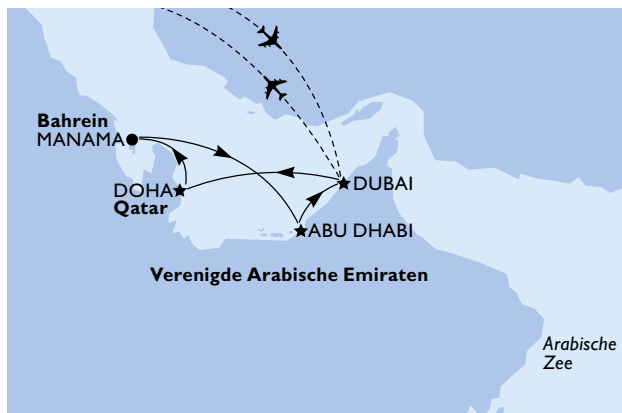 Bahrein
MANAMA
DOHA
Qatar
DUBAI
ABU DHABI
Verenigde Arabische Emiraten
Arabische
Zee